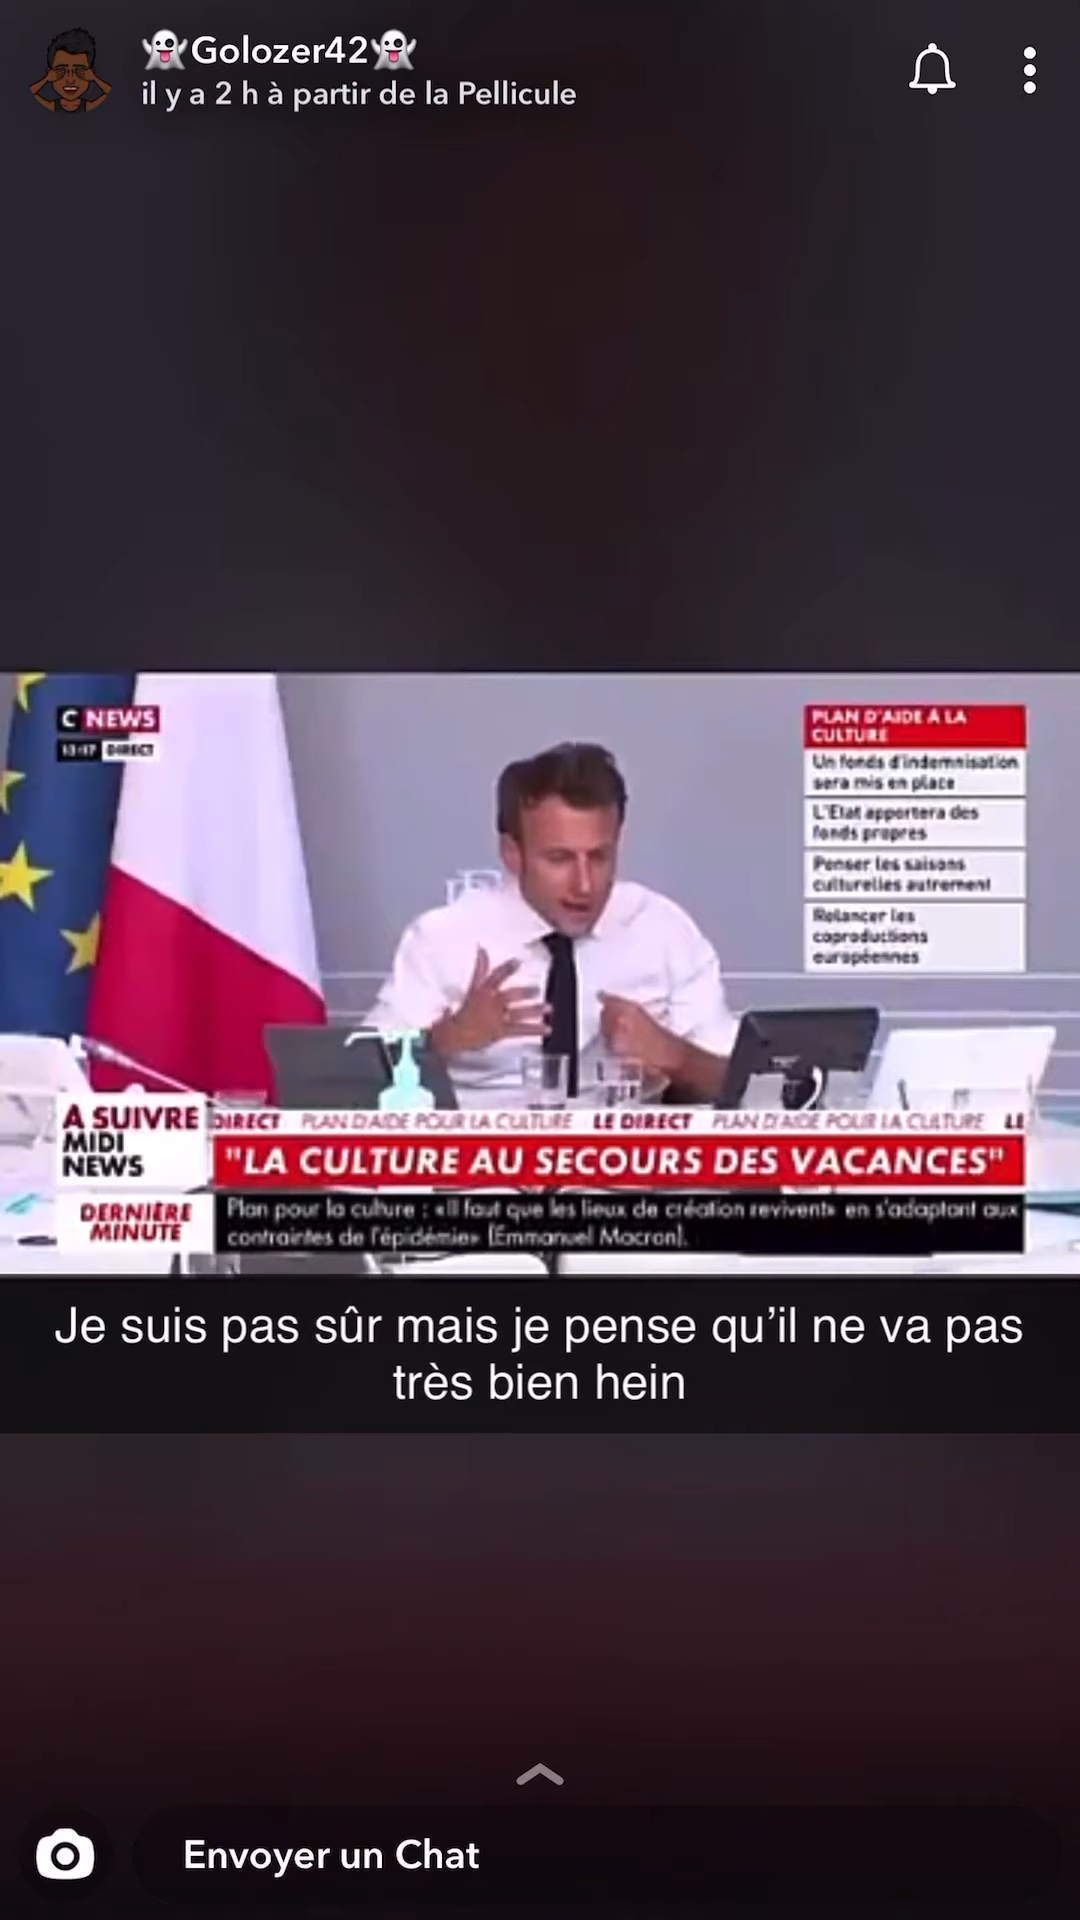 👻Golozer42👻
il y a 2 h à partir de la Pellicule
C NEWS
13:17 DIRECT
PLAN D'AIDE À LA
CULTURE
Un fonds d'indemnisation
sera mis en place
L'Etat apportera des
fonds propres
Penser les saisons
culturelles autrement
Relancer les
coproductions
européennes
A SUIVRE
MIDI
NEWS
DIRECT PLAN D'AIDE POUR LA CULTURE LE DIRECT PLAN D'AIDE POUR LA CULTURE LE
"LA CULTURE AU SECOURS DES VACANCES"
DERNIÈRE
MINUTE
Plan pour la culture : «Il faut que les lieux de création revivent» en s'adaptant aux
contraintes de l'épidémie» (Emmanuel Macron).
Je suis pas sûr mais je pense qu'il ne va pas
très bien hein
Envoyer un Chat